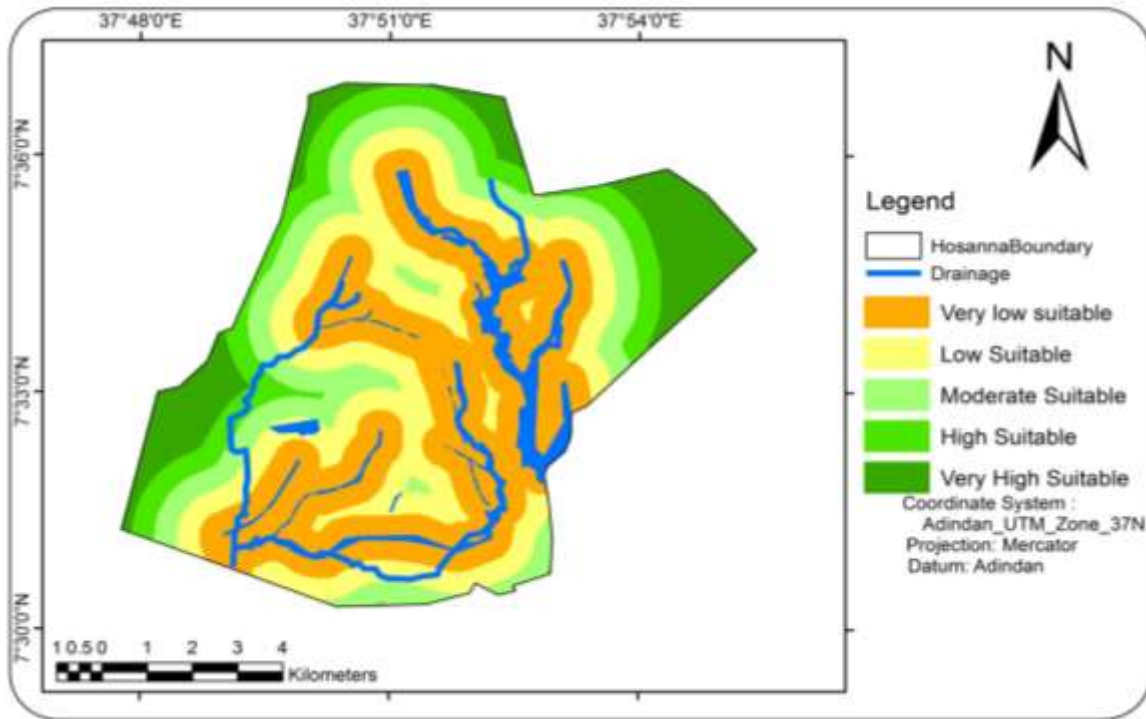 37°48'0"E 37°51'0"E 37°54'0"E
7°36'0"N
7°33'0"N
7°30'0"N
N
Legend
HosannaBoundary
Drainage
Very low suitable
Low Suitable
Moderate Suitable
High Suitable
Very High Suitable
Coordinate System :
Adindan_UTM_Zone_37N
Projection: Mercator
Datum: Adindan
1 0.5 0 1 2 3 4
Kilometers